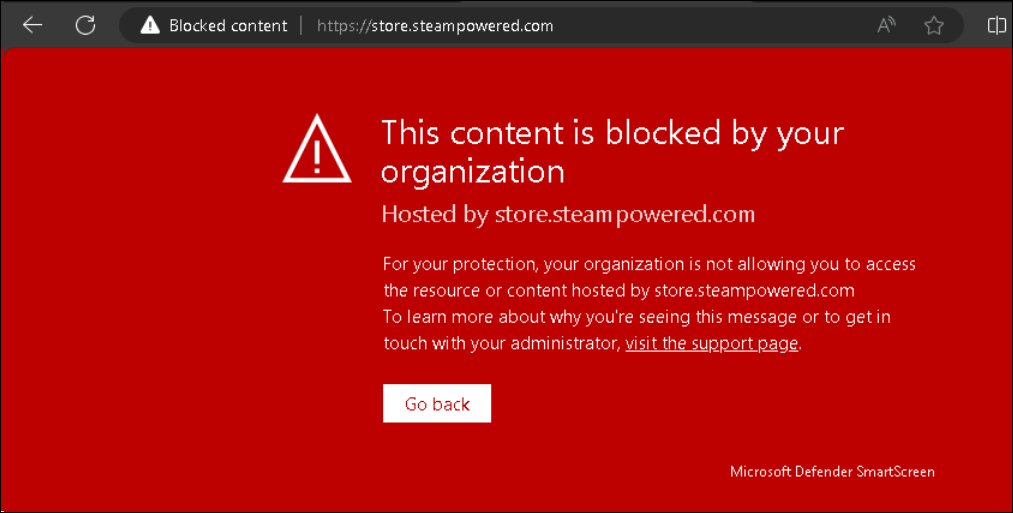 Blocked content | https://store.steampowered.com
This content is blocked by your
organization
Hosted by store.steampowered.com
For your protection, your organization is not allowing you to access
the resource or content hosted by store.steampowered.com
To learn more about why you're seeing this message or to get in
touch with your administrator, visit the support page.
Go back
Microsoft Defender SmartScreen